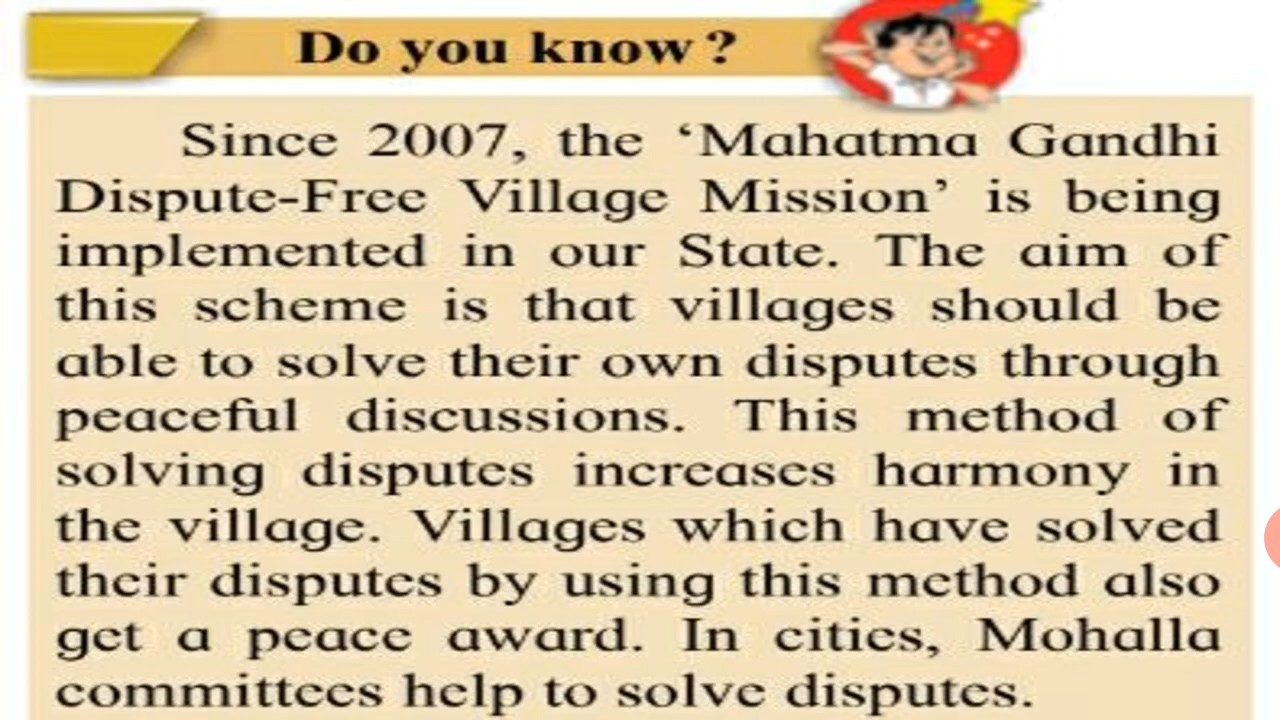 Do you know?
Since 2007, the ‘Mahatma Gandhi
Dispute-Free Village Mission’ is being
implemented in our State. The aim of
this scheme is that villages should be
able to solve their own disputes through
peaceful discussions. This method of
solving disputes increases harmony in
the village. Villages which have solved
their disputes by using this method also
get a peace award. In cities, Mohalla
committees help to solve disputes.